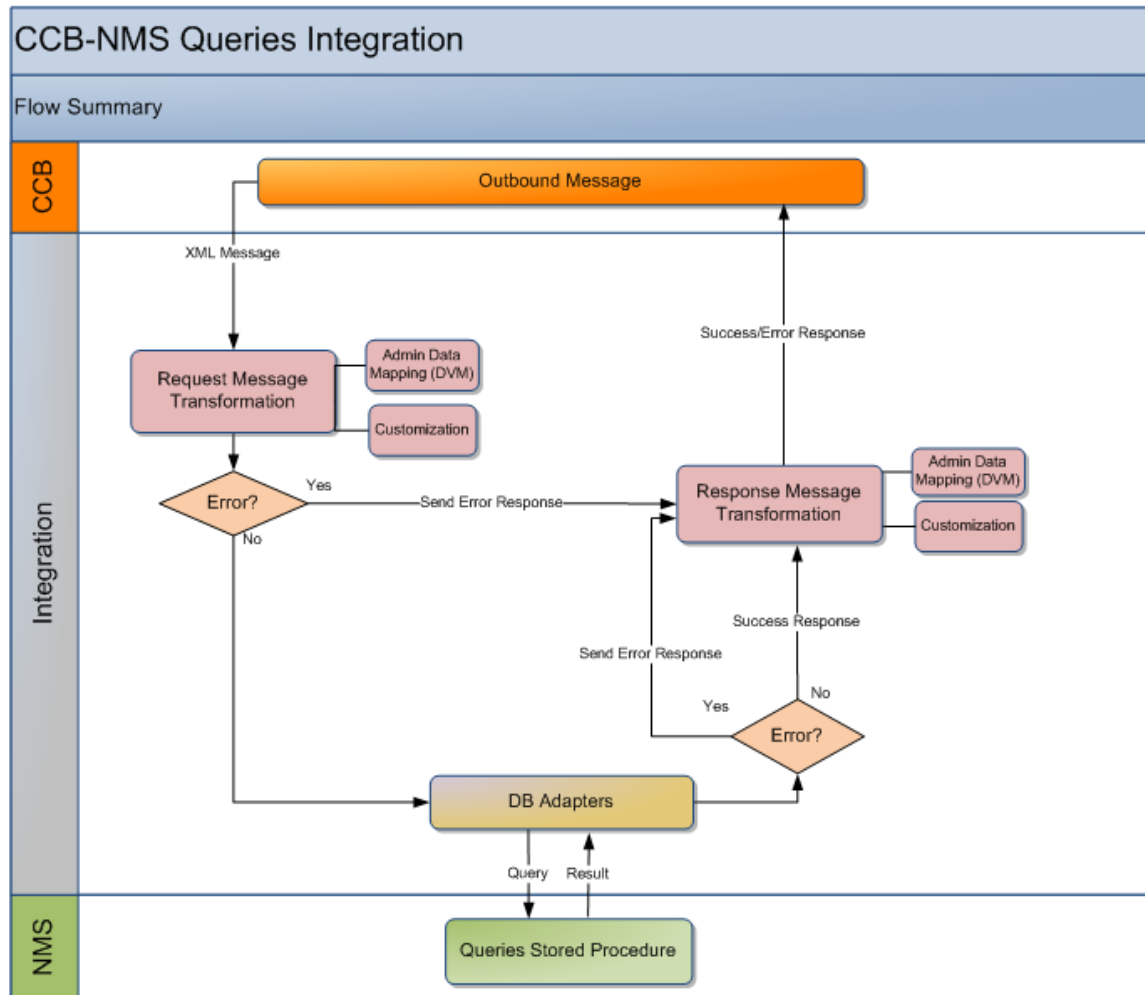 CCB-NMS Queries Integration
Flow Summary
CCB
Outbound Message
XML Message
Success/Error Response
Integration
Request Message
Transformation
Admin Data
Mapping (DVM)
Customization
Error?
Yes
No
Send Error Response
Response Message
Transformation
Admin Data
Mapping (DVM)
Customization
Success Response
Send Error Response
No
Yes
Error?
DB Adapters
Query
Result
NMS
Queries Stored Procedure